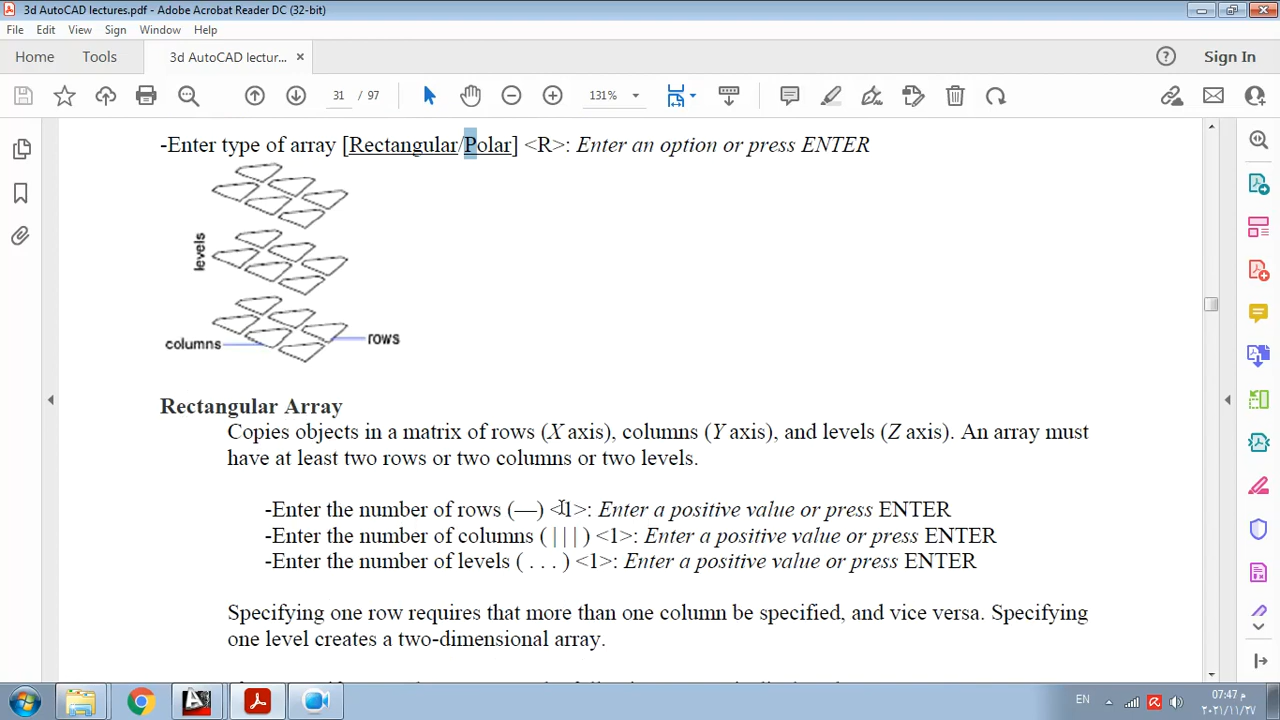 3d AutoCAD lectures.pdf - Adobe Acrobat Reader DC (32-bit)
File Edit View Sign Window Help
Home Tools 3d AutoCAD lectur... × Sign In
31 / 97 131%
-Enter type of array [Rectangular/Polar] <R>: Enter an option or press ENTER
levels
columns rows
Rectangular Array
Copies objects in a matrix of rows (X axis), columns (Y axis), and levels (Z axis). An array must
have at least two rows or two columns or two levels.
-Enter the number of rows (—) <1>: Enter a positive value or press ENTER
-Enter the number of columns ( | | | ) <1>: Enter a positive value or press ENTER
-Enter the number of levels ( . . . ) <1>: Enter a positive value or press ENTER
Specifying one row requires that more than one column be specified, and vice versa. Specifying
one level creates a two-dimensional array.
EN
07:47 م
٢٠٢١/١١/٢٧